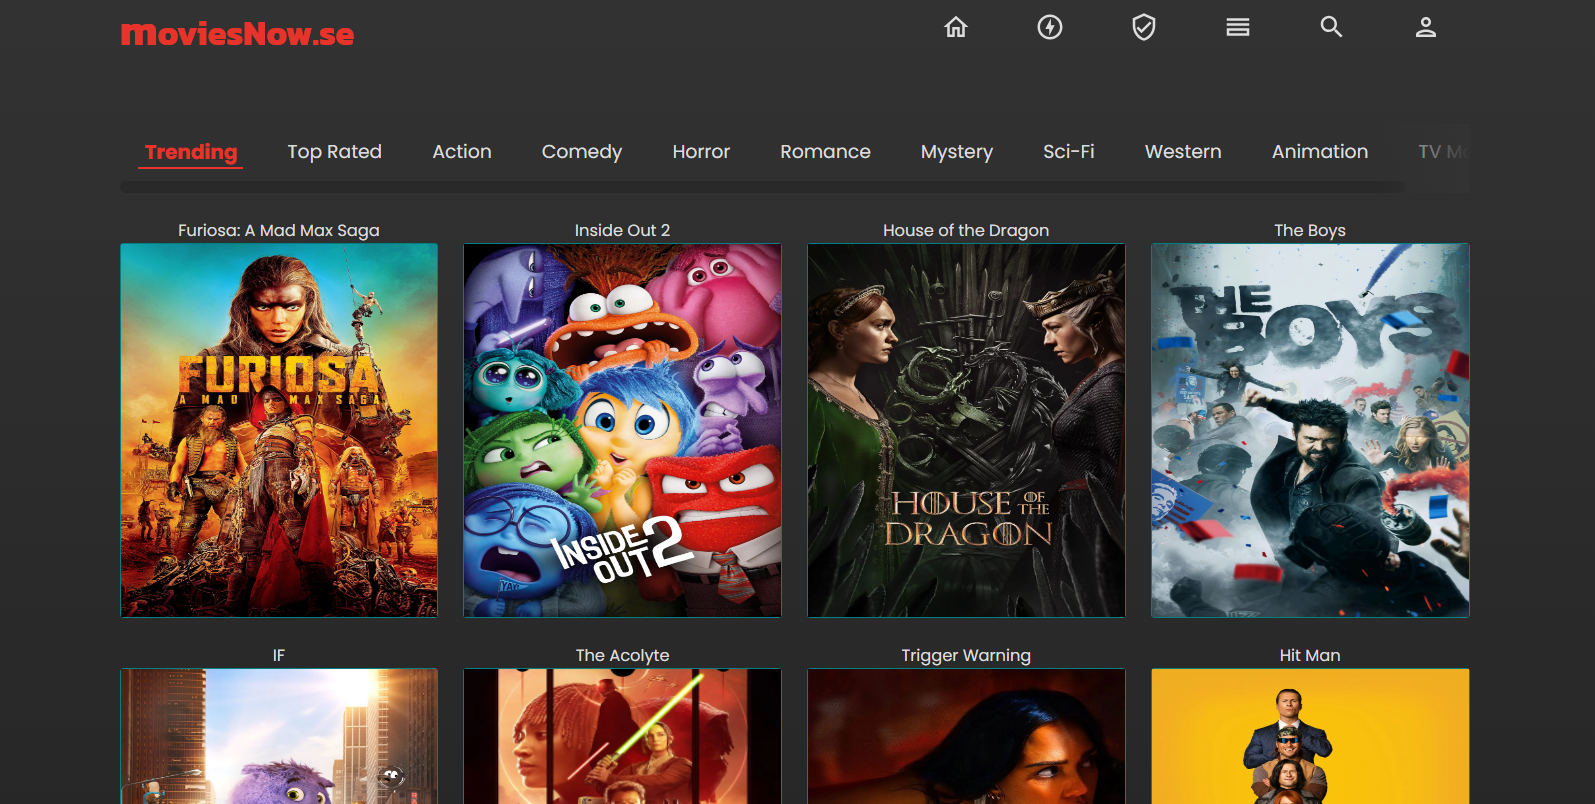 moviesNow.se
Trending Top Rated Action Comedy Horror Romance Mystery Sci-Fi Western Animation TV Mo
Furiosa: A Mad Max Saga Inside Out 2 House of the Dragon The Boys
FURIOSA
A MAD MAX SAGA
INSIDE
OUT 2
HOUSE OF THE
DRAGON
THE
BOYS
IF The Acolyte Trigger Warning Hit Man